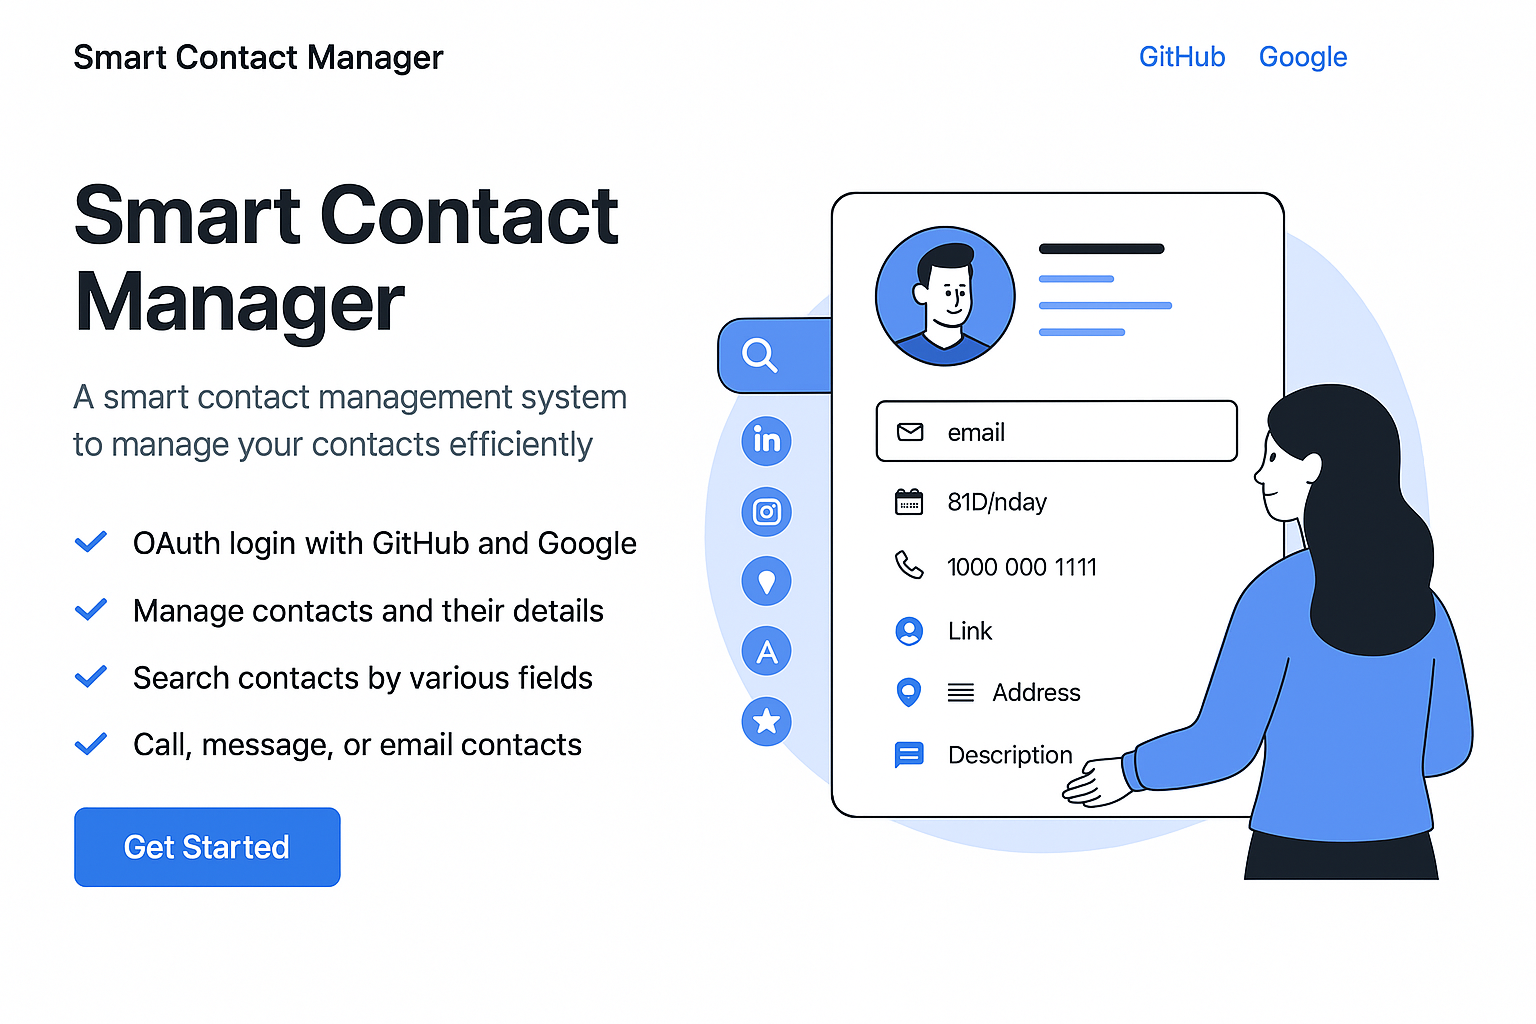 Smart Contact Manager
GitHub
Google
Smart Contact
Manager
A smart contact management system
to manage your contacts efficiently
OAuth login with GitHub and Google
Manage contacts and their details
Search contacts by various fields
Call, message, or email contacts
Get Started
in
A
email
81D/nday
1000 000 1111
Link
Address
Description